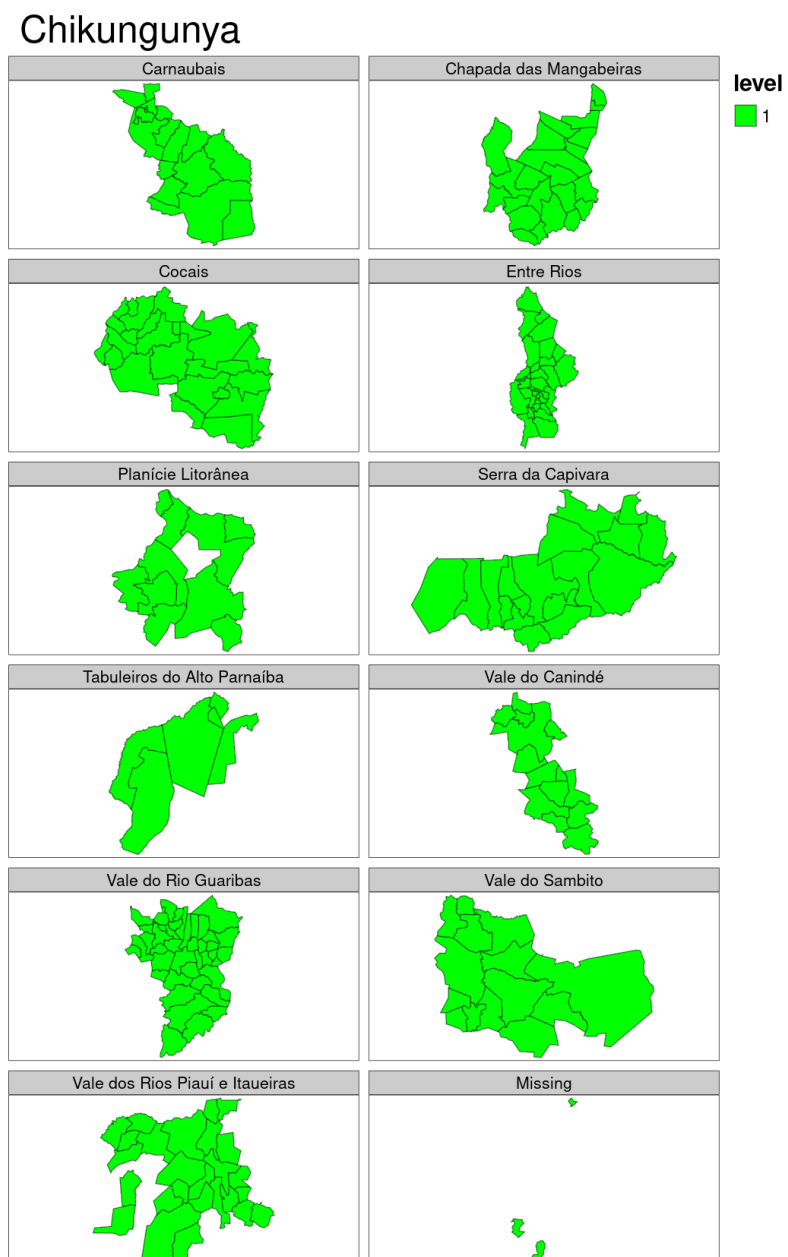 Chikungunya
Carnaubais
Chapada das Mangabeiras
level
1
Cocais
Entre Rios
Planície Litorânea
Serra da Capivara
Tabuleiros do Alto Parnaíba
Vale do Canindé
Vale do Rio Guaribas
Vale do Sambito
Vale dos Rios Piauí e Itaueiras
Missing